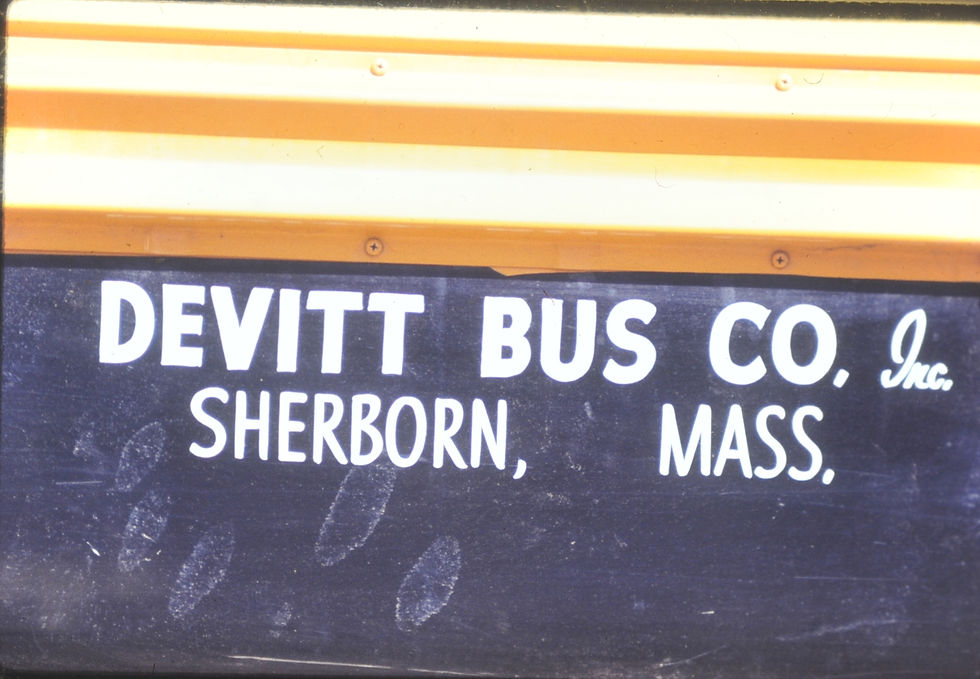 DEVITT BUS CO, Inc.
SHERBORN, MASS.